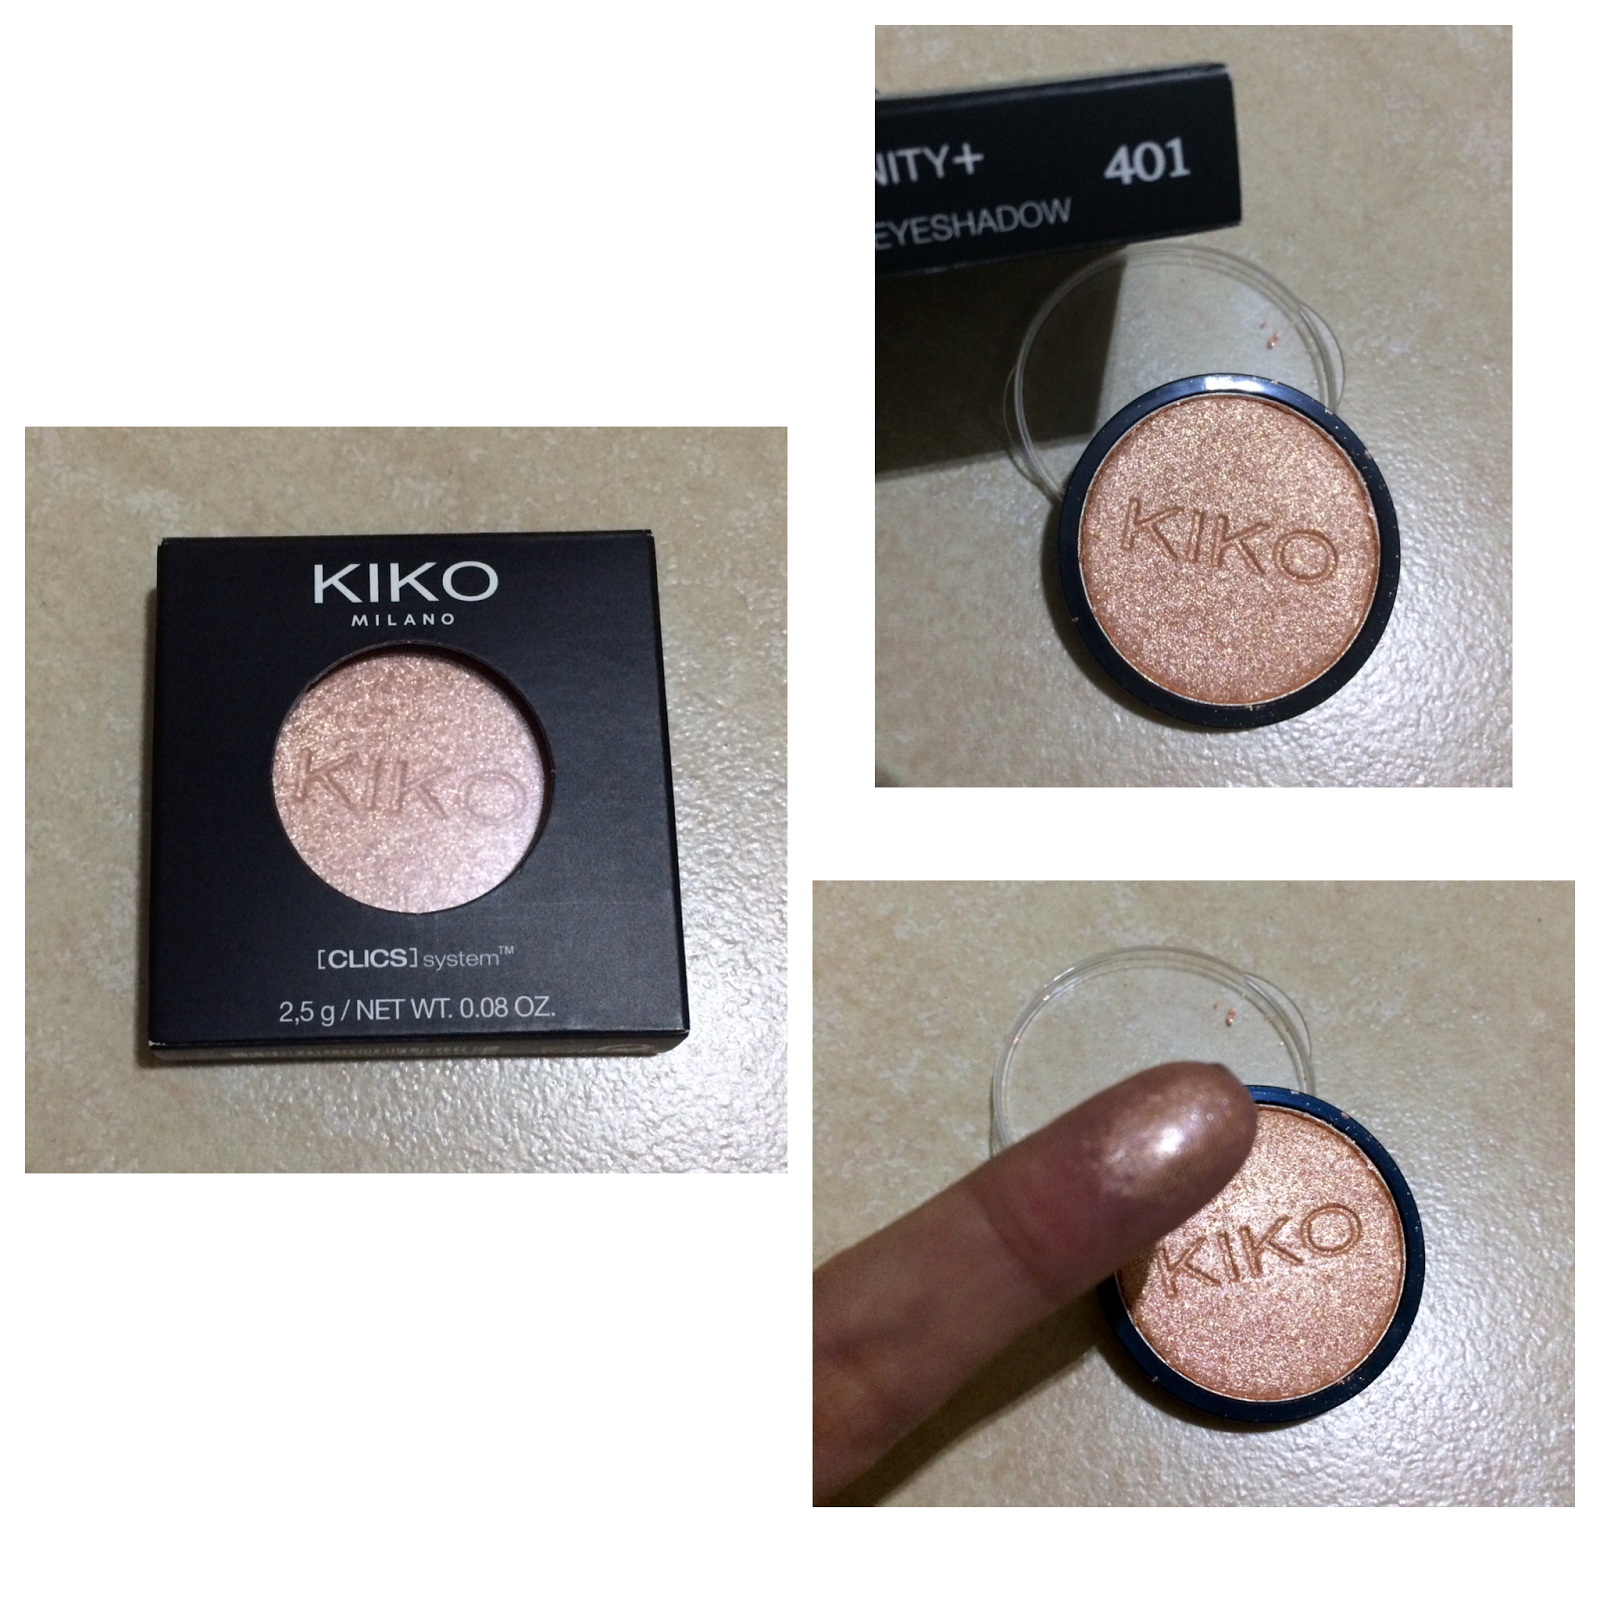 KIKO
MILANO
KIKO
[CLICS] system™
2,5 g / NET WT. 0.08 OZ.
NITY+ 401
EYESHADOW
KIKO
KIKO